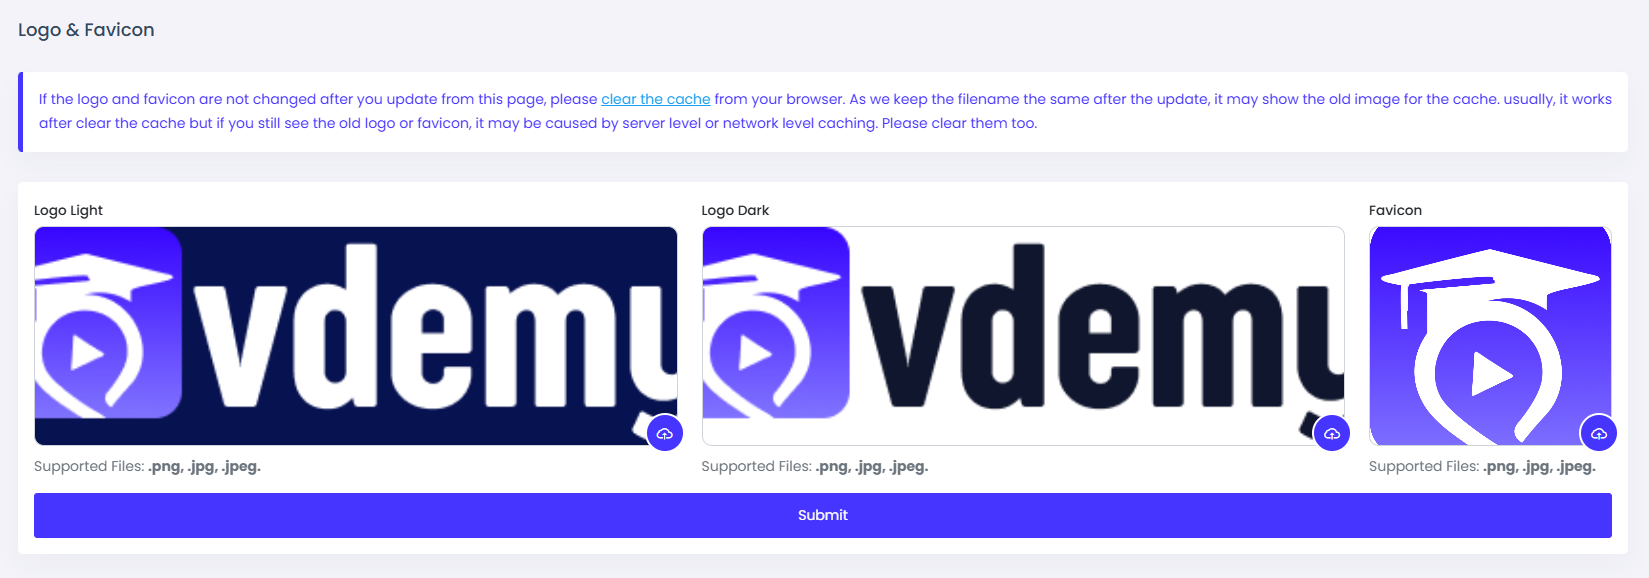 Logo & Favicon
If the logo and favicon are not changed after you update from this page, please clear the cache from your browser. As we keep the filename the same after the update, it may show the old image for the cache. usually, it works
after clear the cache but if you still see the old logo or favicon, it may be caused by server level or network level caching. Please clear them too.
Logo Light
Logo Dark
Favicon
vdemy
vdemy
Supported Files: .png, .jpg, .jpeg.
Supported Files: .png, .jpg, .jpeg.
Supported Files: .png, .jpg, .jpeg.
Submit